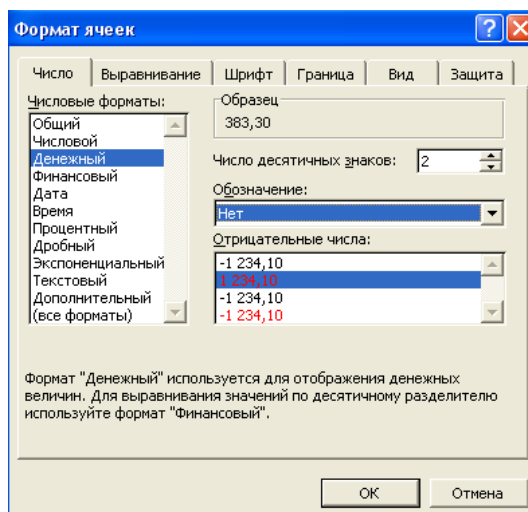 Формат ячеек
Число
Выравнивание
Шрифт
Граница
Вид
Защита
Числовые форматы:
Общий
Числовой
Денежный
Финансовый
Дата
Время
Процентный
Дробный
Экспоненциальный
Текстовый
Дополнительный
(все форматы)
Образец
383,30
Число десятичных знаков: 2
Обозначение:
Нет
Отрицательные числа:
-1 234,10
1 234,10
-1 234,10
-1 234,10
Формат "Денежный" используется для отображения денежных
величин. Для выравнивания значений по десятичному разделителю
используйте формат "Финансовый".
ОК
Отмена